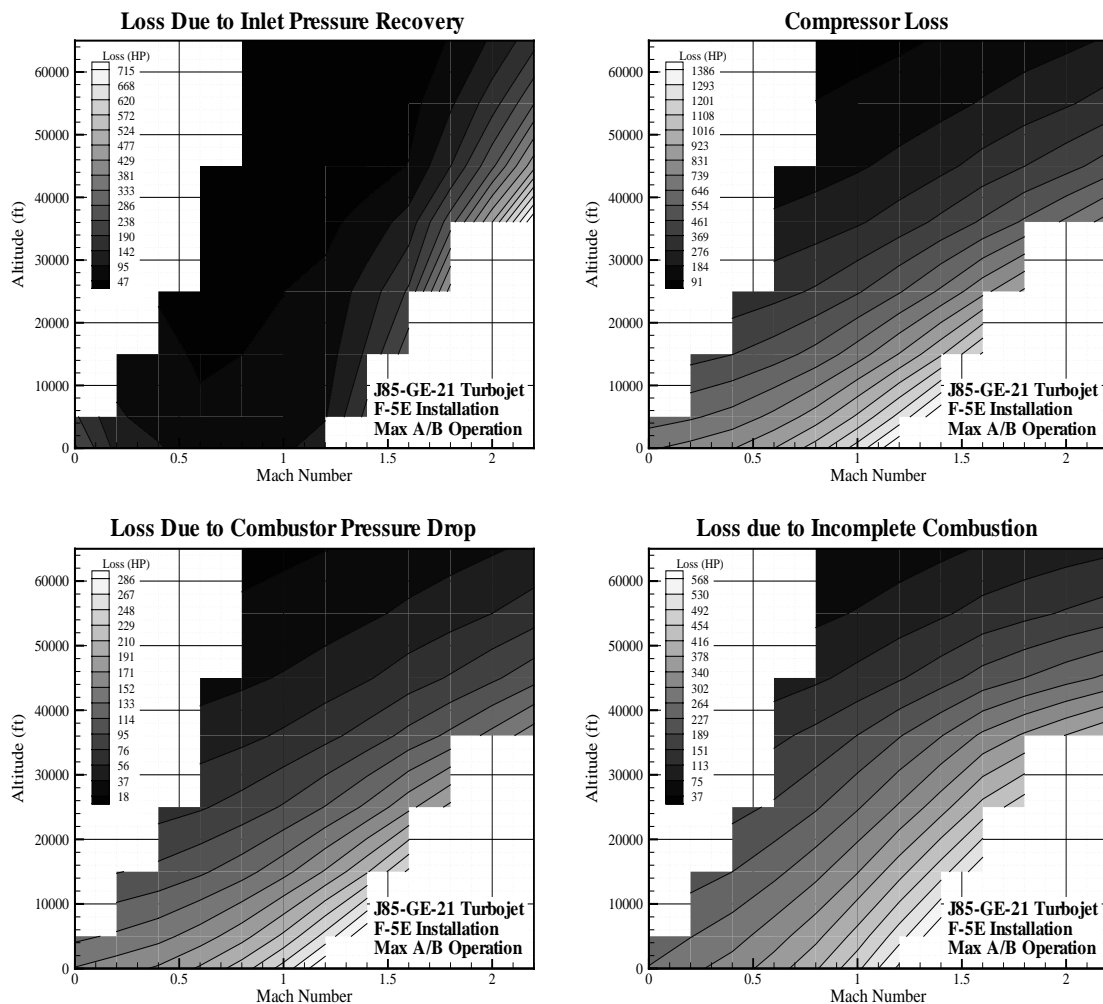 Loss Due to Inlet Pressure Recovery
Loss (HP)
715
668
620
572
524
477
429
381
333
286
238
190
142
95
47
Altitude (ft)
60000
50000
40000
30000
20000
10000
0
J85-GE-21 Turbojet
F-5E Installation
Max A/B Operation
0 0.5 1 1.5 2
Mach Number
Compressor Loss
Loss (HP)
1386
1293
1201
1108
1016
923
831
739
646
554
461
369
276
184
91
Altitude (ft)
60000
50000
40000
30000
20000
10000
0
J85-GE-21 Turbojet
F-5E Installation
Max A/B Operation
0 0.5 1 1.5 2
Mach Number
Loss Due to Combustor Pressure Drop
Loss (HP)
286
267
248
229
210
191
171
152
133
114
95
76
56
37
18
Altitude (ft)
60000
50000
40000
30000
20000
10000
0
J85-GE-21 Turbojet
F-5E Installation
Max A/B Operation
0 0.5 1 1.5 2
Mach Number
Loss due to Incomplete Combustion
Loss (HP)
568
530
492
454
416
378
340
302
264
227
189
151
113
75
37
Altitude (ft)
60000
50000
40000
30000
20000
10000
0
J85-GE-21 Turbojet
F-5E Installation
Max A/B Operation
0 0.5 1 1.5 2
Mach Number